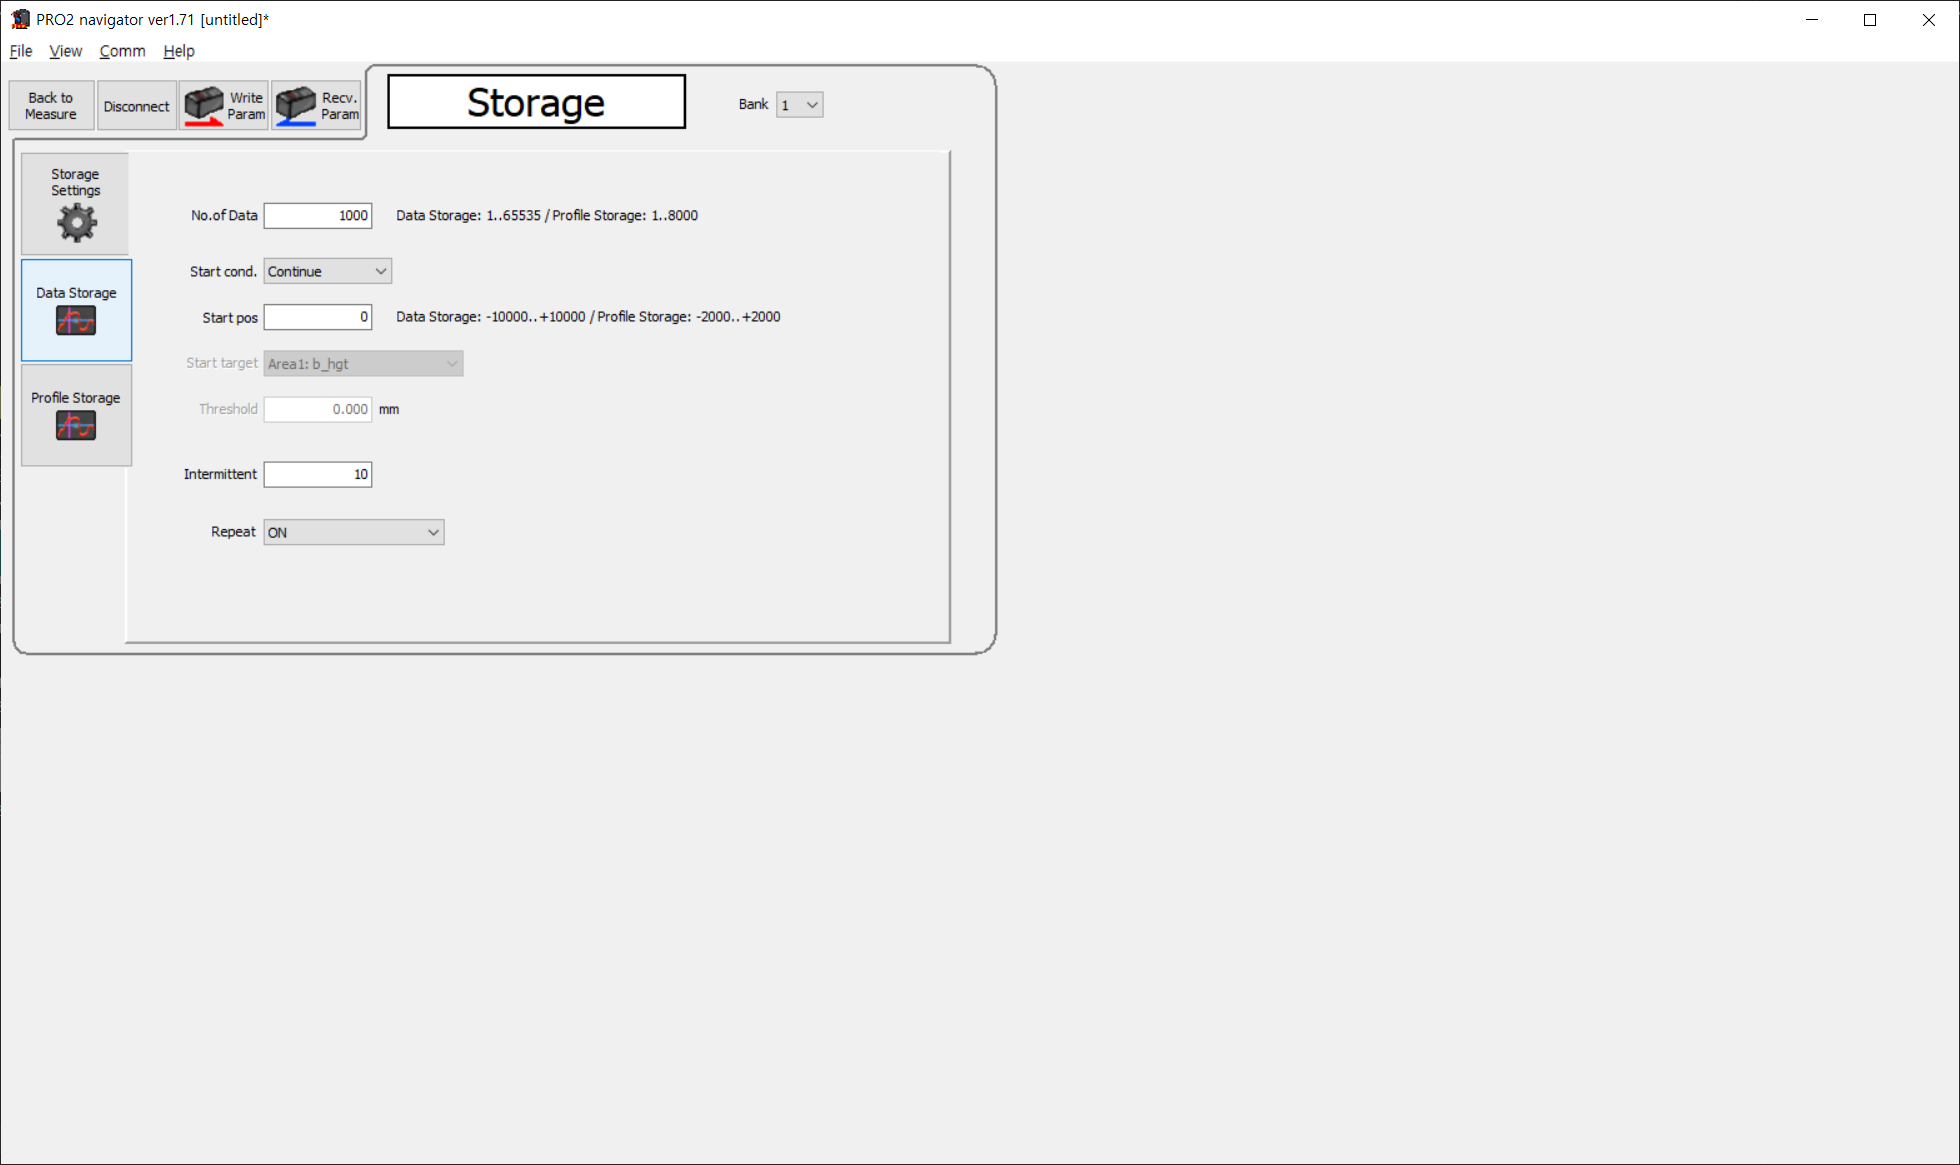 PRO2 navigator ver1.71 [untitled]*
File View Comm Help
Back to
Measure
Disconnect
Write
Param
Recv.
Param
Storage
Bank 1
Storage
Settings
Data Storage
Profile Storage
No.of Data 1000 Data Storage: 1..65535 / Profile Storage: 1..8000
Start cond. Continue
Start pos 0 Data Storage: -10000..+10000 / Profile Storage: -2000..+2000
Start target Area1: b_hgt
Threshold 0.000 mm
Intermittent 10
Repeat ON